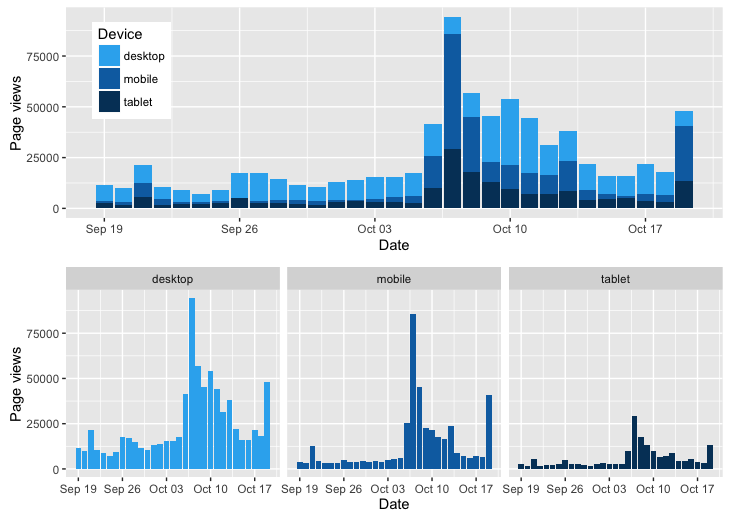 Device
desktop
mobile
tablet
Page views
75000
50000
25000
0
Sep 19 Sep 26 Oct 03 Oct 10 Oct 17
Date
desktop mobile tablet
Page views
75000
50000
25000
0
Sep 19 Sep 26 Oct 03 Oct 10 Oct 17 Sep 19 Sep 26 Oct 03 Oct 10 Oct 17 Sep 19 Sep 26 Oct 03 Oct 10 Oct 17
Date